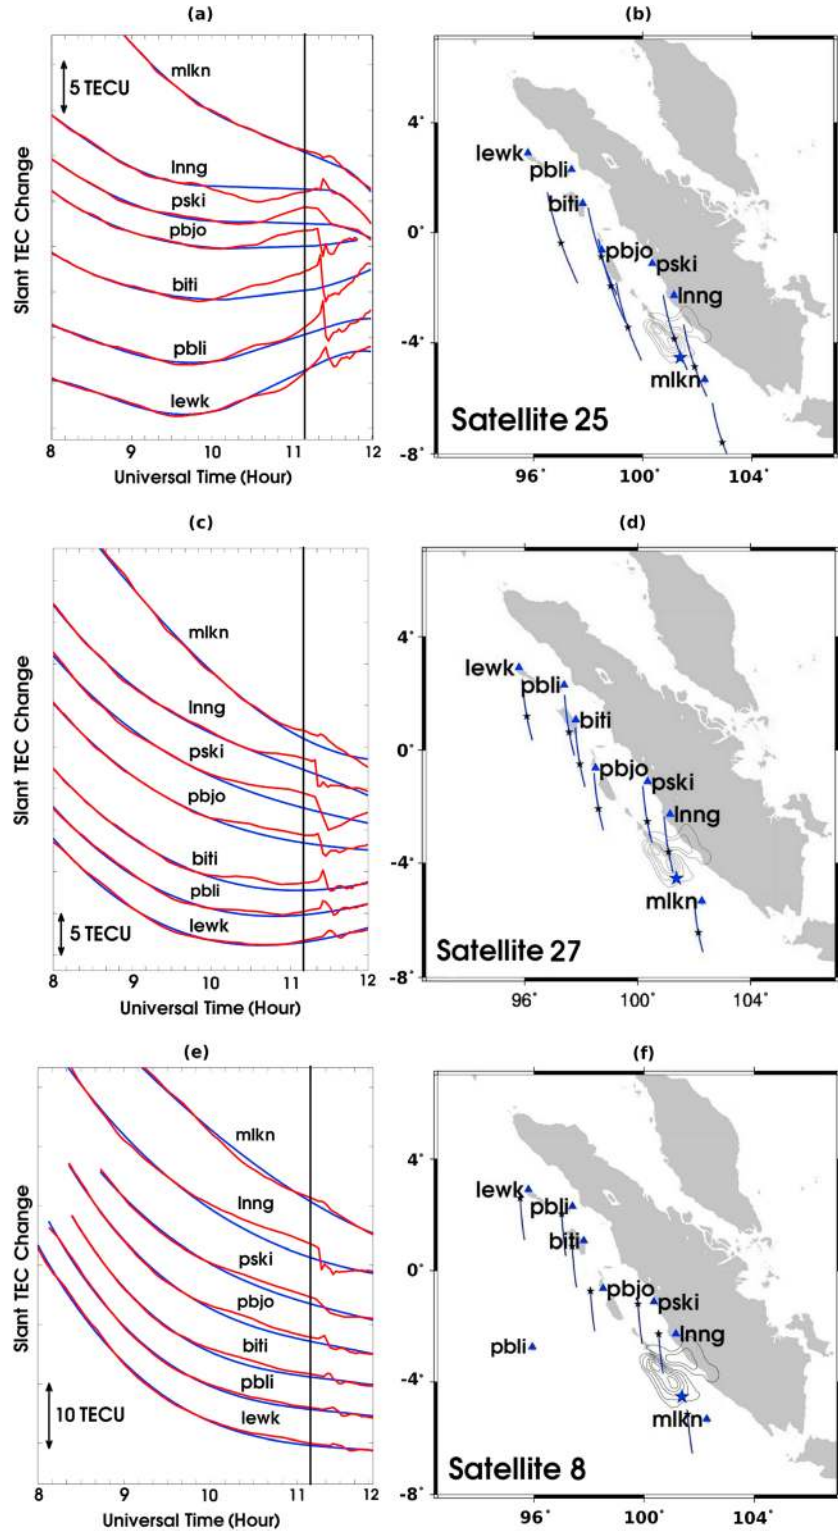 (a)
5 TECU
mlkn
lnng
pski
pbjo
biti
pbli
lewk
Slant TEC Change
8 9 10 11 12
Universal Time (Hour)
(b)
4°
0°
-4°
-8°
lewk
pbli
biti
pbjo
pski
lnng
mlkn
Satellite 25
96° 100° 104°
(c)
mlkn
lnng
pski
pbjo
biti
pbli
lewk
5 TECU
Slant TEC Change
8 9 10 11 12
Universal Time (Hour)
(d)
4°
0°
-4°
-8°
lewk
pbli
biti
pbjo
pski
lnng
mlkn
Satellite 27
96° 100° 104°
(e)
mlkn
lnng
pski
pbjo
biti
pbli
lewk
10 TECU
Slant TEC Change
8 9 10 11 12
Universal Time (Hour)
(f)
4°
0°
-4°
-8°
lewk
pbli
biti
pbjo
pski
lnng
pbli
mlkn
Satellite 8
96° 100° 104°